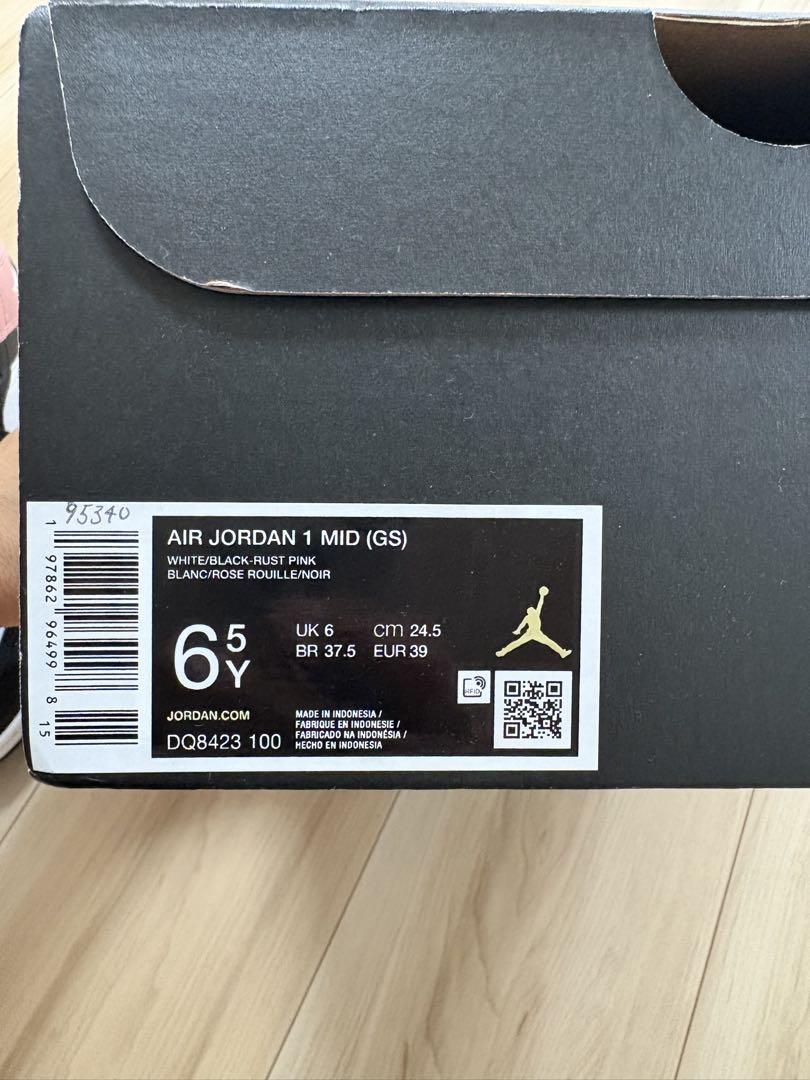 95340
1 97862 96499 8 15
AIR JORDAN 1 MID (GS)
WHITE/BLACK-RUST PINK
BLANC/ROSE ROUILLE/NOIR
6 5 Y
UK 6 cm 24.5
BR 37.5 EUR 39
RFID
JORDAN.COM
DQ8423 100
MADE IN INDONESIA /
FABRIQUE EN INDONESIE /
FABRICADO NA INDONÉSIA /
HECHO EN INDONESIA